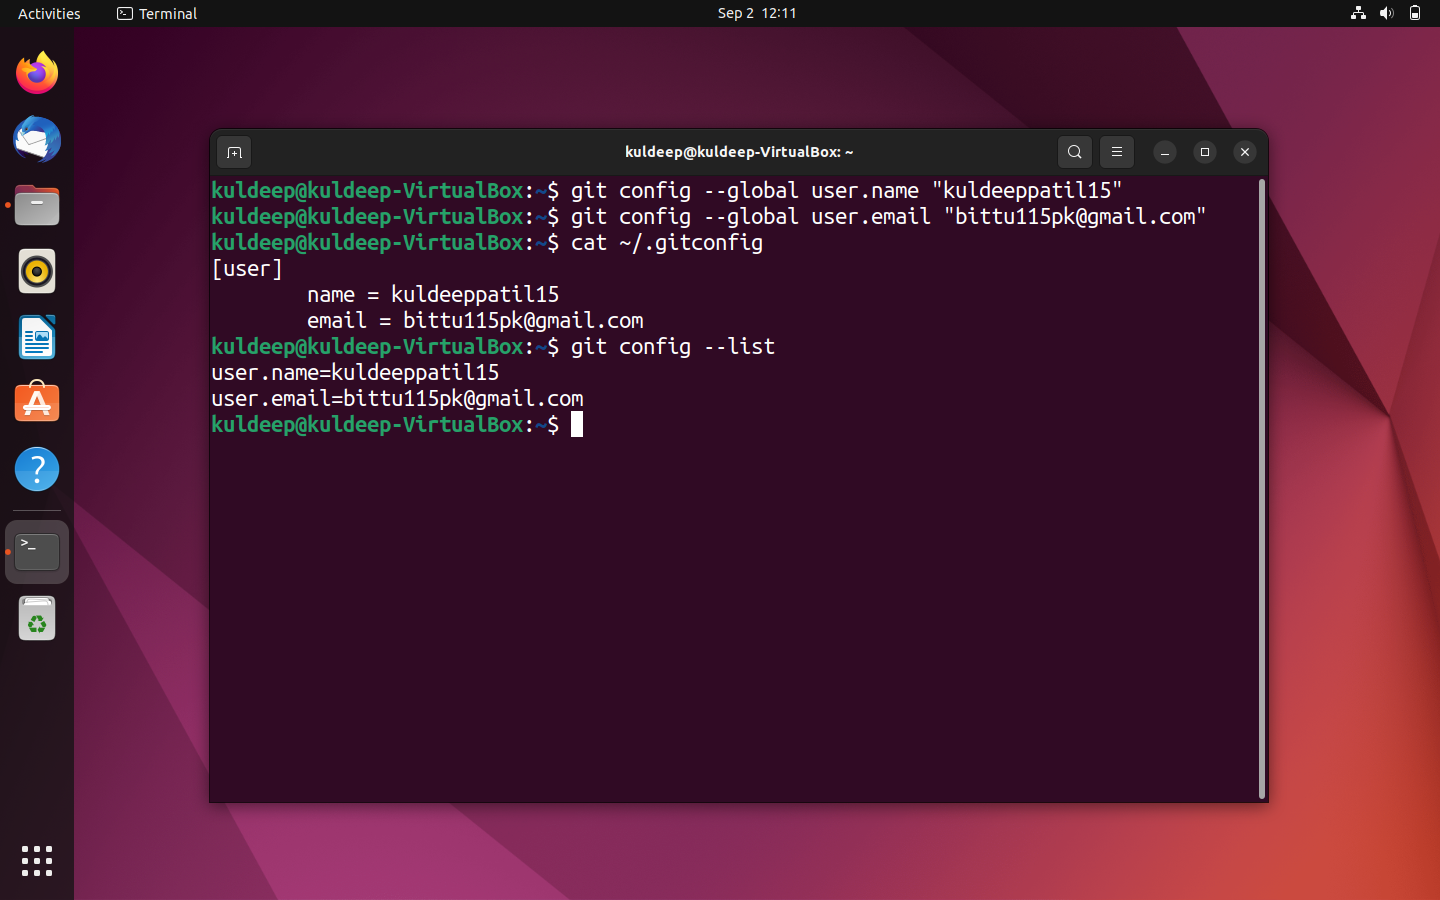 Activities Terminal Sep 2 12:11
kuldeep@kuldeep-VirtualBox: ~
kuldeep@kuldeep-VirtualBox:~$ git config --global user.name "kuldeeppatil15"
kuldeep@kuldeep-VirtualBox:~$ git config --global user.email "bittu115pk@gmail.com"
kuldeep@kuldeep-VirtualBox:~$ cat ~/.gitconfig
[user]
        name = kuldeeppatil15
        email = bittu115pk@gmail.com
kuldeep@kuldeep-VirtualBox:~$ git config --list
user.name=kuldeeppatil15
user.email=bittu115pk@gmail.com
kuldeep@kuldeep-VirtualBox:~$